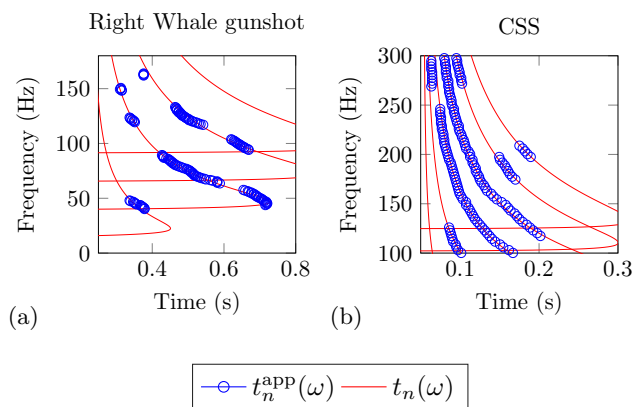 Right Whale gunshot
CSS
Frequency (Hz)
150
100
50
0
0.4
0.6
0.8
Time (s)
(a)
Frequency (Hz)
300
250
200
150
100
0.1
0.2
0.3
Time (s)
(b)
t_n^app(ω)
t_n(ω)